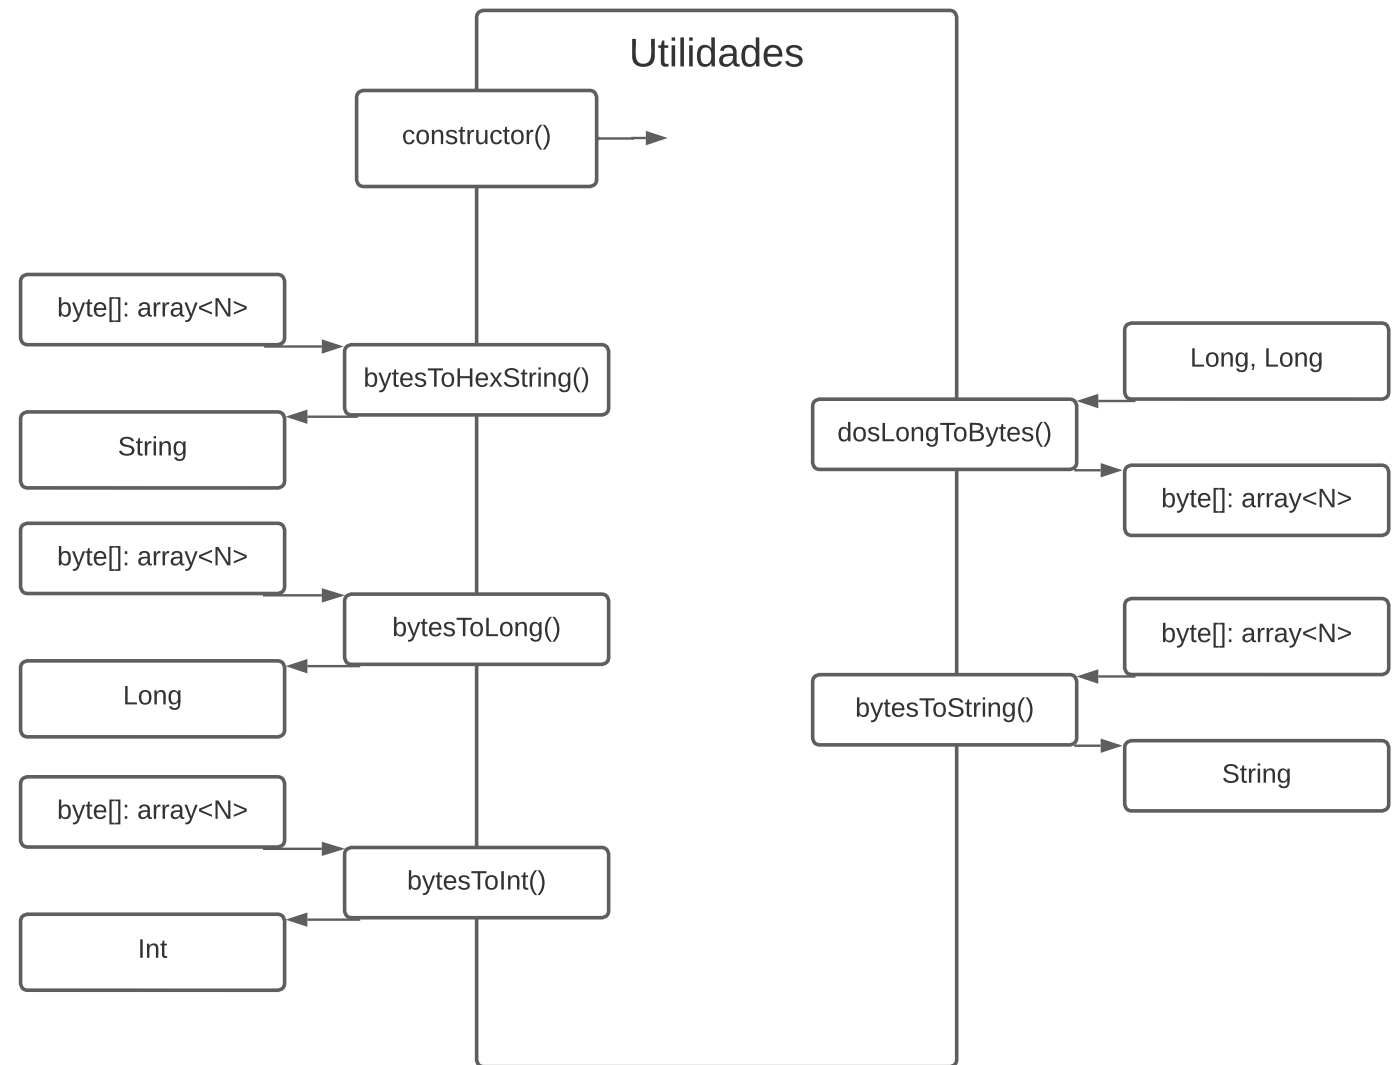 Utilidades
constructor()
byte[]: array<N>
bytesToHexString()
String
byte[]: array<N>
bytesToLong()
Long
byte[]: array<N>
bytesToInt()
Int
Long, Long
dosLongToBytes()
byte[]: array<N>
byte[]: array<N>
bytesToString()
String